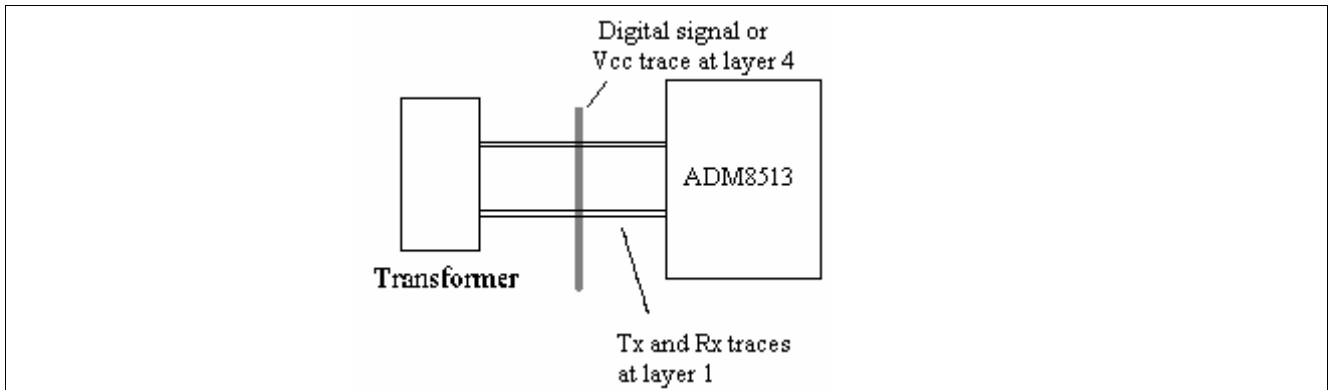 Digital signal or
Vcc trace at layer 4
ADM8513
Transformer
Tx and Rx traces
at layer 1